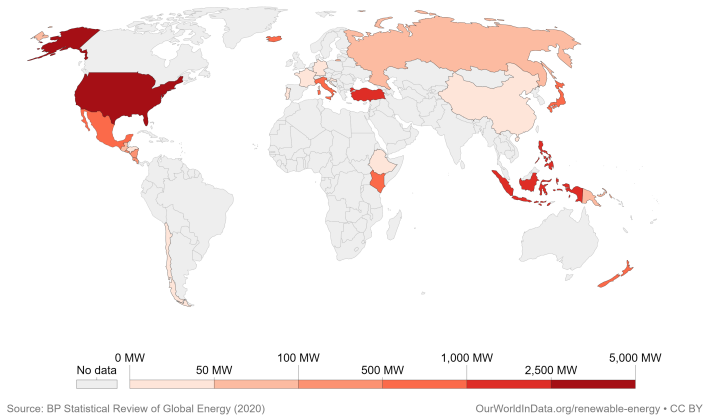 0 MW 100 MW 1,000 MW 5,000 MW
No data 50 MW 500 MW 2,500 MW
Source: BP Statistical Review of Global Energy (2020) OurWorldInData.org/renewable-energy • CC BY